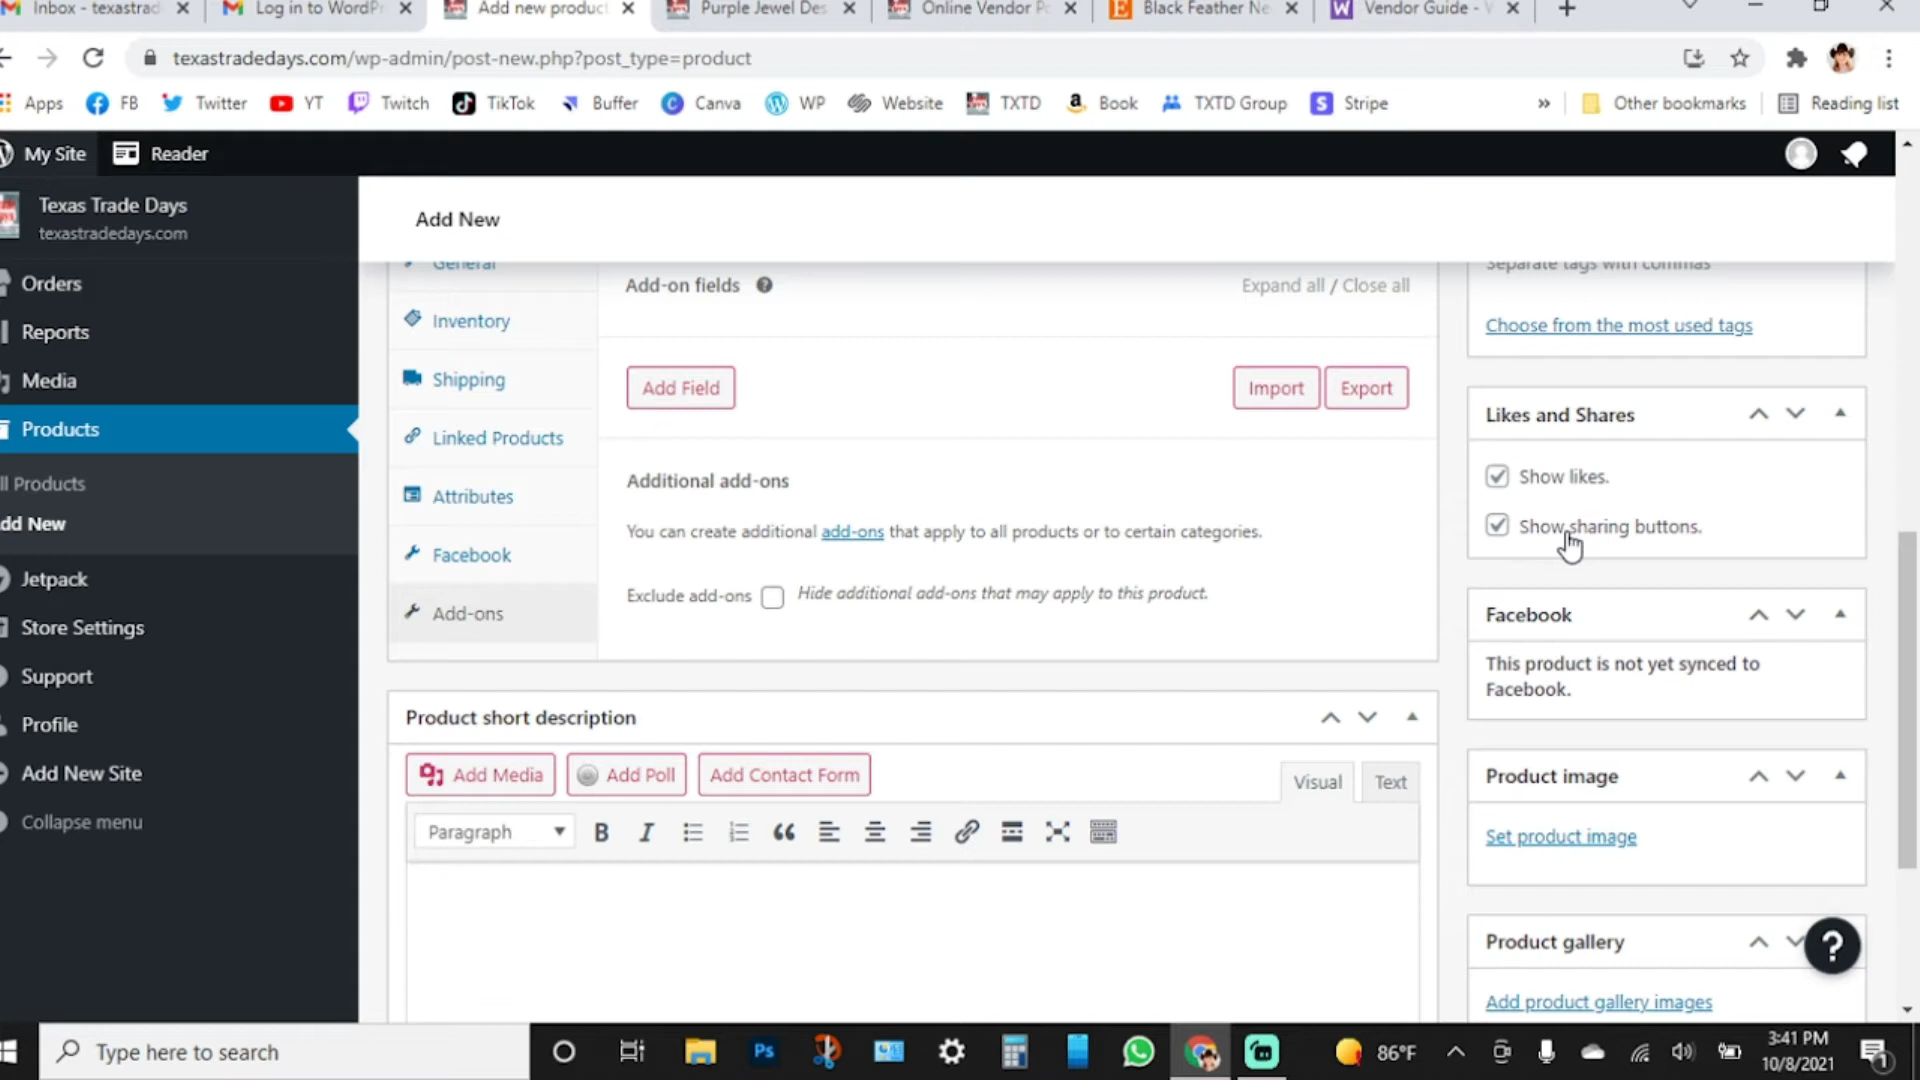 Inbox - texastrad
Log in to WordPr
Add new product
Purple Jewel Des
Online Vendor Po
Black Feather Ne
Vendor Guide - W
texastradedays.com/wp-admin/post-new.php?post_type=product
Apps FB Twitter YT Twitch TikTok Buffer Canva WP Website TXTD Book TXTD Group Stripe » Other bookmarks Reading list
My Site Reader
Texas Trade Days
texastradedays.com
Orders
Reports
Media
Products
ll Products
dd New
Jetpack
Store Settings
Support
Profile
Add New Site
Collapse menu
Add New
General
Inventory
Shipping
Linked Products
Attributes
Facebook
Add-ons
Add-on fields ?
Expand all / Close all
Add Field
Import Export
Additional add-ons
You can create additional add-ons that apply to all products or to certain categories.
Exclude add-ons Hide additional add-ons that may apply to this product.
Product short description
Add Media Add Poll Add Contact Form
Visual Text
Paragraph B I
Separate tags with commas
Choose from the most used tags
Likes and Shares
Show likes.
Show sharing buttons.
Facebook
This product is not yet synced to
Facebook.
Product image
Set product image
Product gallery
?
Add product gallery images
Type here to search
Ps
86°F
3:41 PM
10/8/2021
1